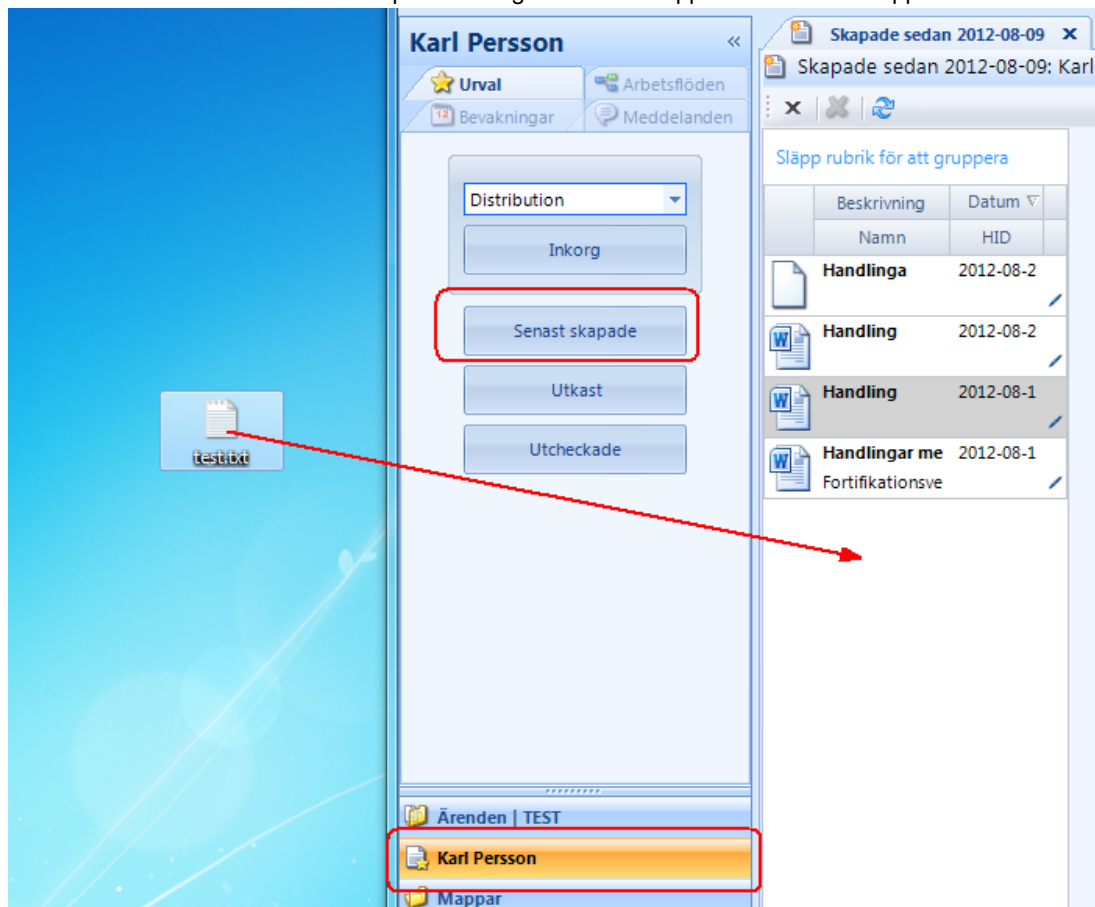 Karl Persson
Urval
Arbetsflöden
Bevakningar
Meddelanden
Distribution
Inkorg
Senast skapade
Utkast
Utcheckade
Ärenden | TEST
Karl Persson
Mappar
test.txt
Skapade sedan 2012-08-09
Skapade sedan 2012-08-09: Karl
Släpp rubrik för att gruppera
Beskrivning Datum
Namn HID
Handlinga 2012-08-2
Handling 2012-08-2
Handling 2012-08-1
Handlingar me 2012-08-1
Fortifikationsve